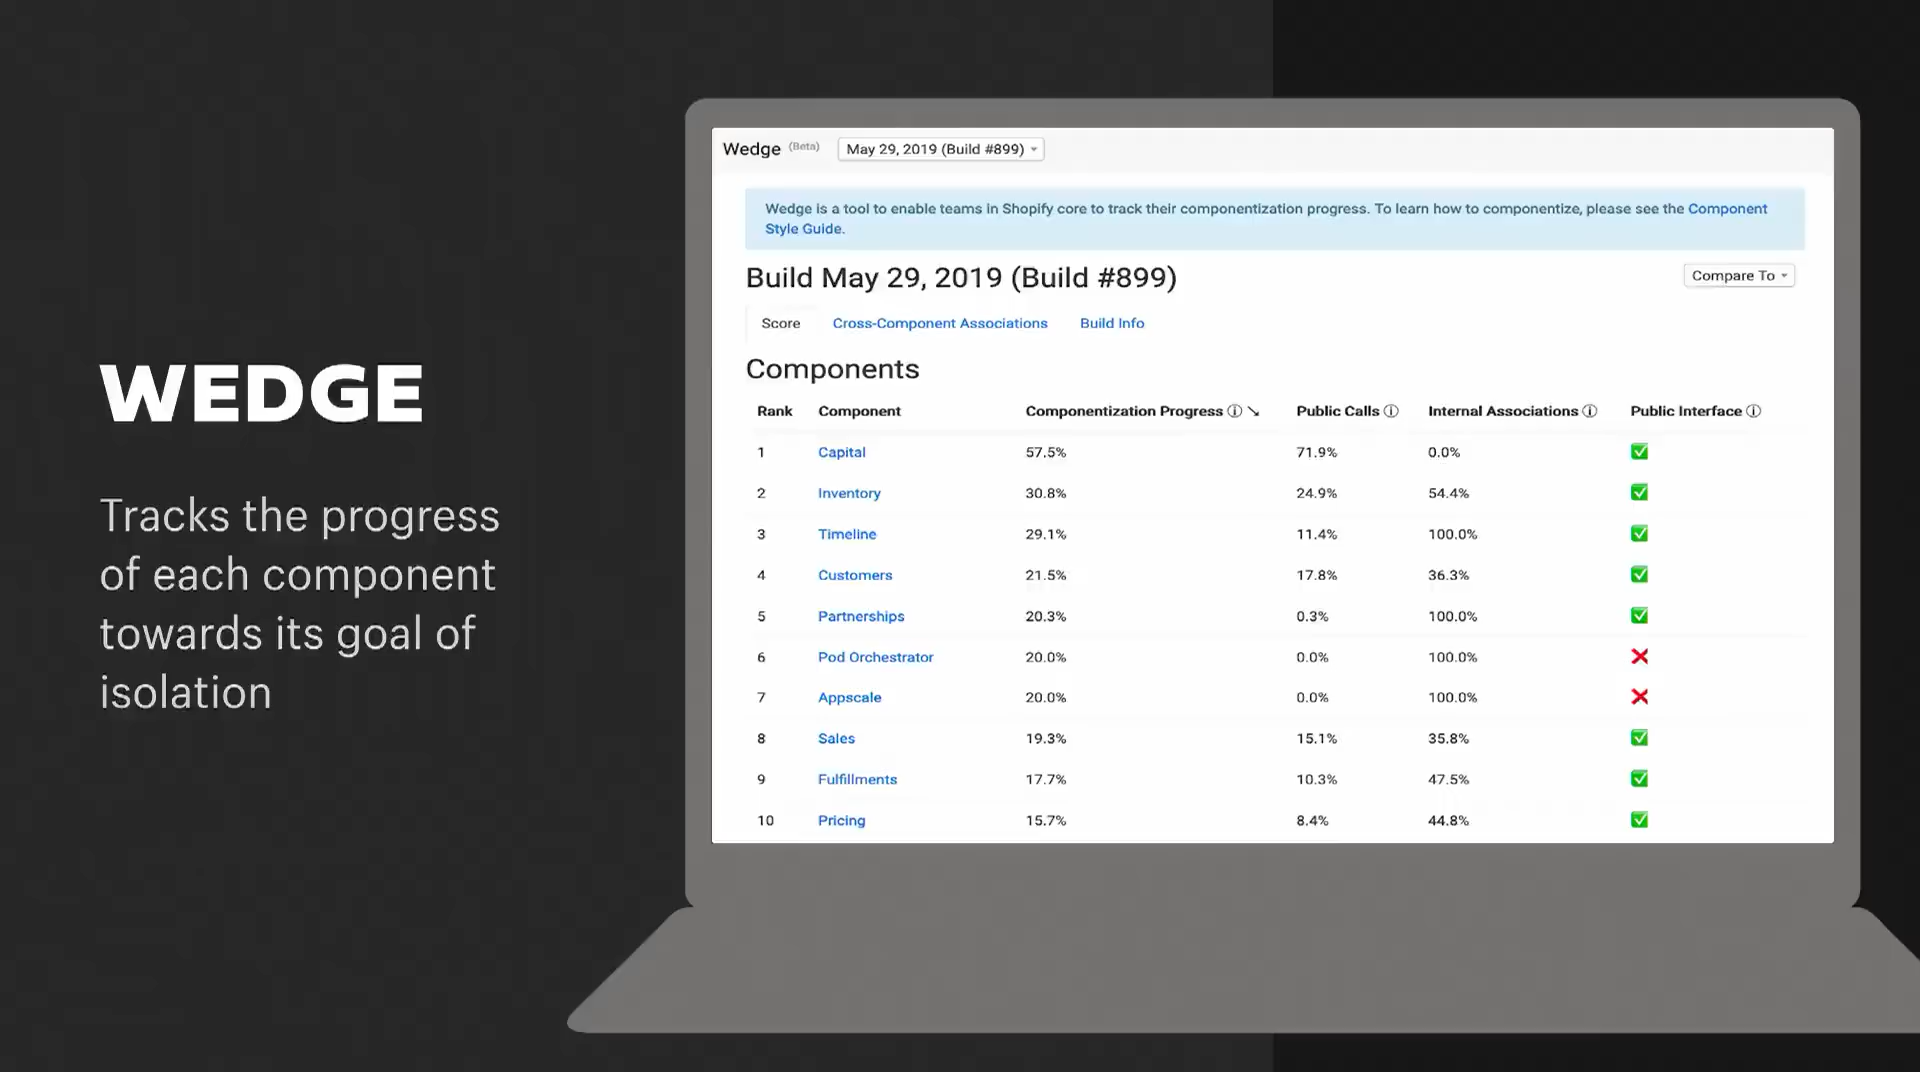 WEDGE
Tracks the progress
of each component
towards its goal of
isolation
Wedge (Beta) May 29, 2019 (Build #899)
Wedge is a tool to enable teams in Shopify core to track their componentization progress. To learn how to componentize, please see the Component
Style Guide.
Build May 29, 2019 (Build #899) Compare To
Score Cross-Component Associations Build Info
Components
Rank Component Componentization Progress ⓘ ↘ Public Calls ⓘ Internal Associations ⓘ Public Interface ⓘ
1 Capital 57.5% 71.9% 0.0% ✅
2 Inventory 30.8% 24.9% 54.4% ✅
3 Timeline 29.1% 11.4% 100.0% ✅
4 Customers 21.5% 17.8% 36.3% ✅
5 Partnerships 20.3% 0.3% 100.0% ✅
6 Pod Orchestrator 20.0% 0.0% 100.0% ❌
7 Appscale 20.0% 0.0% 100.0% ❌
8 Sales 19.3% 15.1% 35.8% ✅
9 Fulfillments 17.7% 10.3% 47.5% ✅
10 Pricing 15.7% 8.4% 44.8% ✅